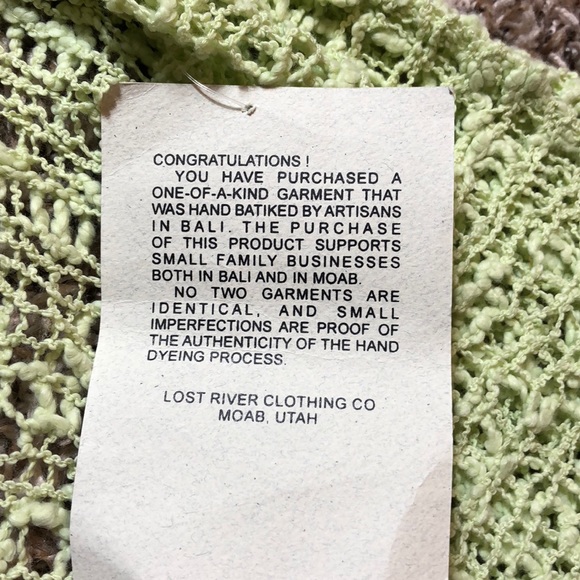 CONGRATULATIONS !
YOU HAVE PURCHASED A
ONE-OF-A-KIND GARMENT THAT
WAS HAND BATIKED BY ARTISANS
IN BALI. THE PURCHASE
OF THIS PRODUCT SUPPORTS
SMALL FAMILY BUSINESSES
BOTH IN BALI AND IN MOAB.
NO TWO GARMENTS ARE
IDENTICAL, AND SMALL
IMPERFECTIONS ARE PROOF OF
THE AUTHENTICITY OF THE HAND
DYEING PROCESS.
LOST RIVER CLOTHING CO
MOAB, UTAH